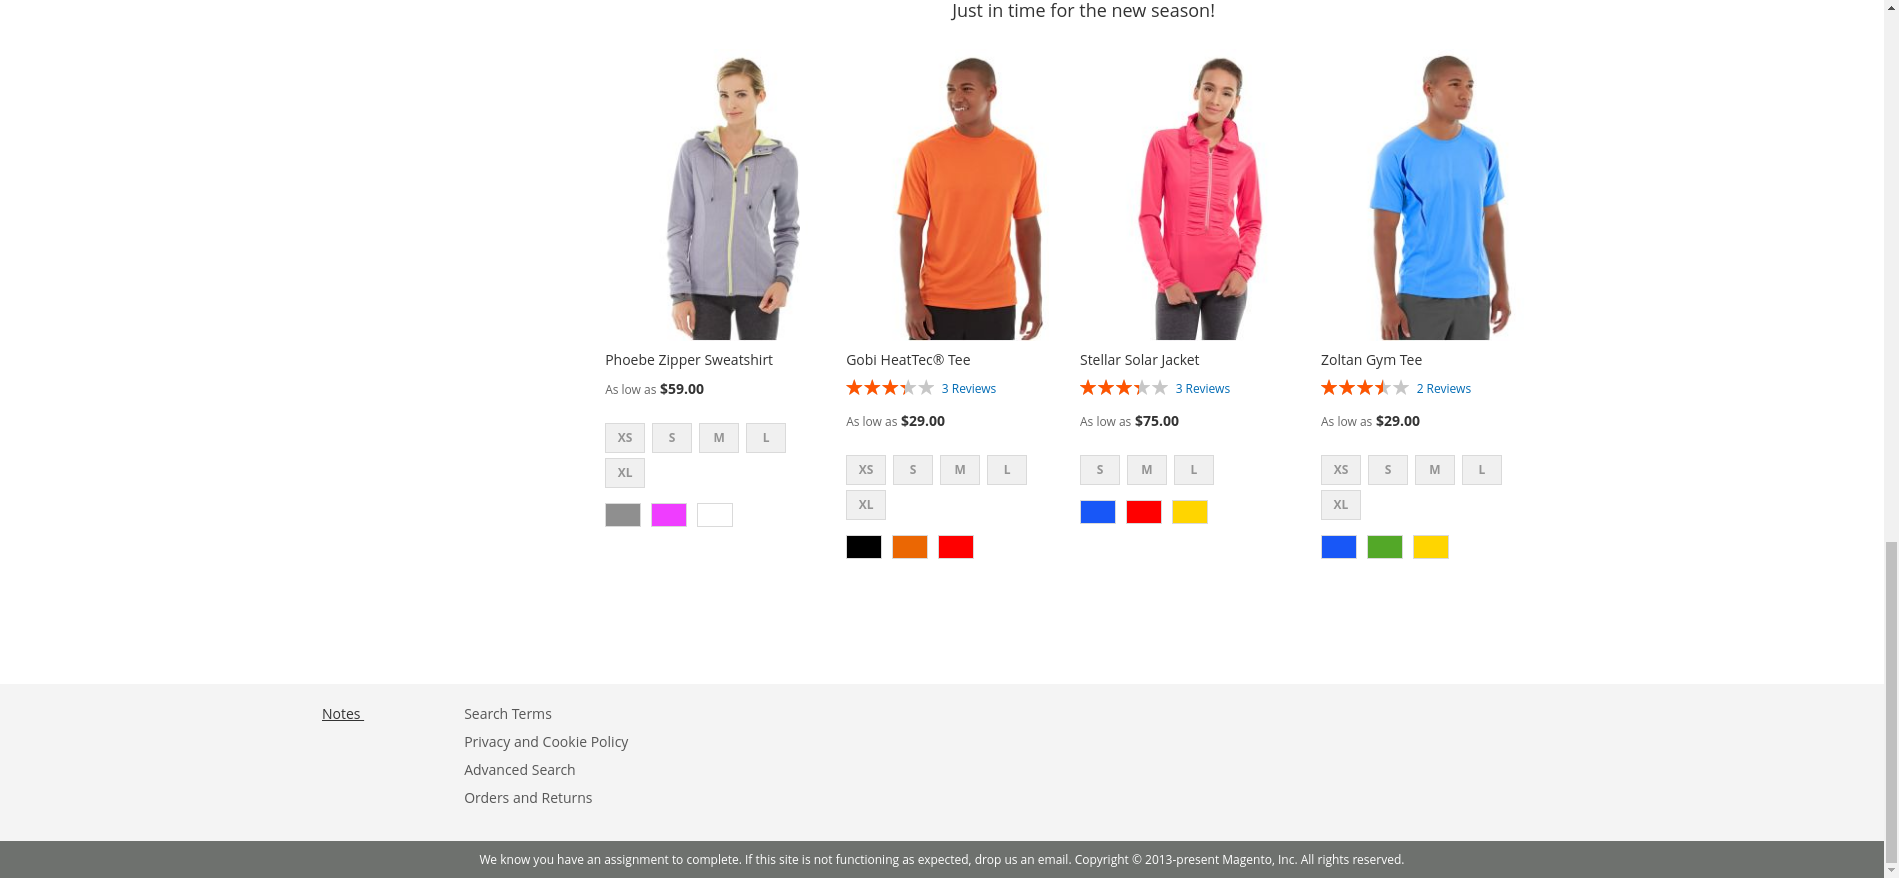 Just in time for the new season!
Phoebe Zipper Sweatshirt
As low as $59.00
XS S M L
XL
Gobi HeatTec® Tee
3 Reviews
As low as $29.00
XS S M L
XL
Stellar Solar Jacket
3 Reviews
As low as $75.00
S M L
Zoltan Gym Tee
2 Reviews
As low as $29.00
XS S M L
XL
Notes
Search Terms
Privacy and Cookie Policy
Advanced Search
Orders and Returns
We know you have an assignment to complete. If this site is not functioning as expected, drop us an email. Copyright © 2013-present Magento, Inc. All rights reserved.